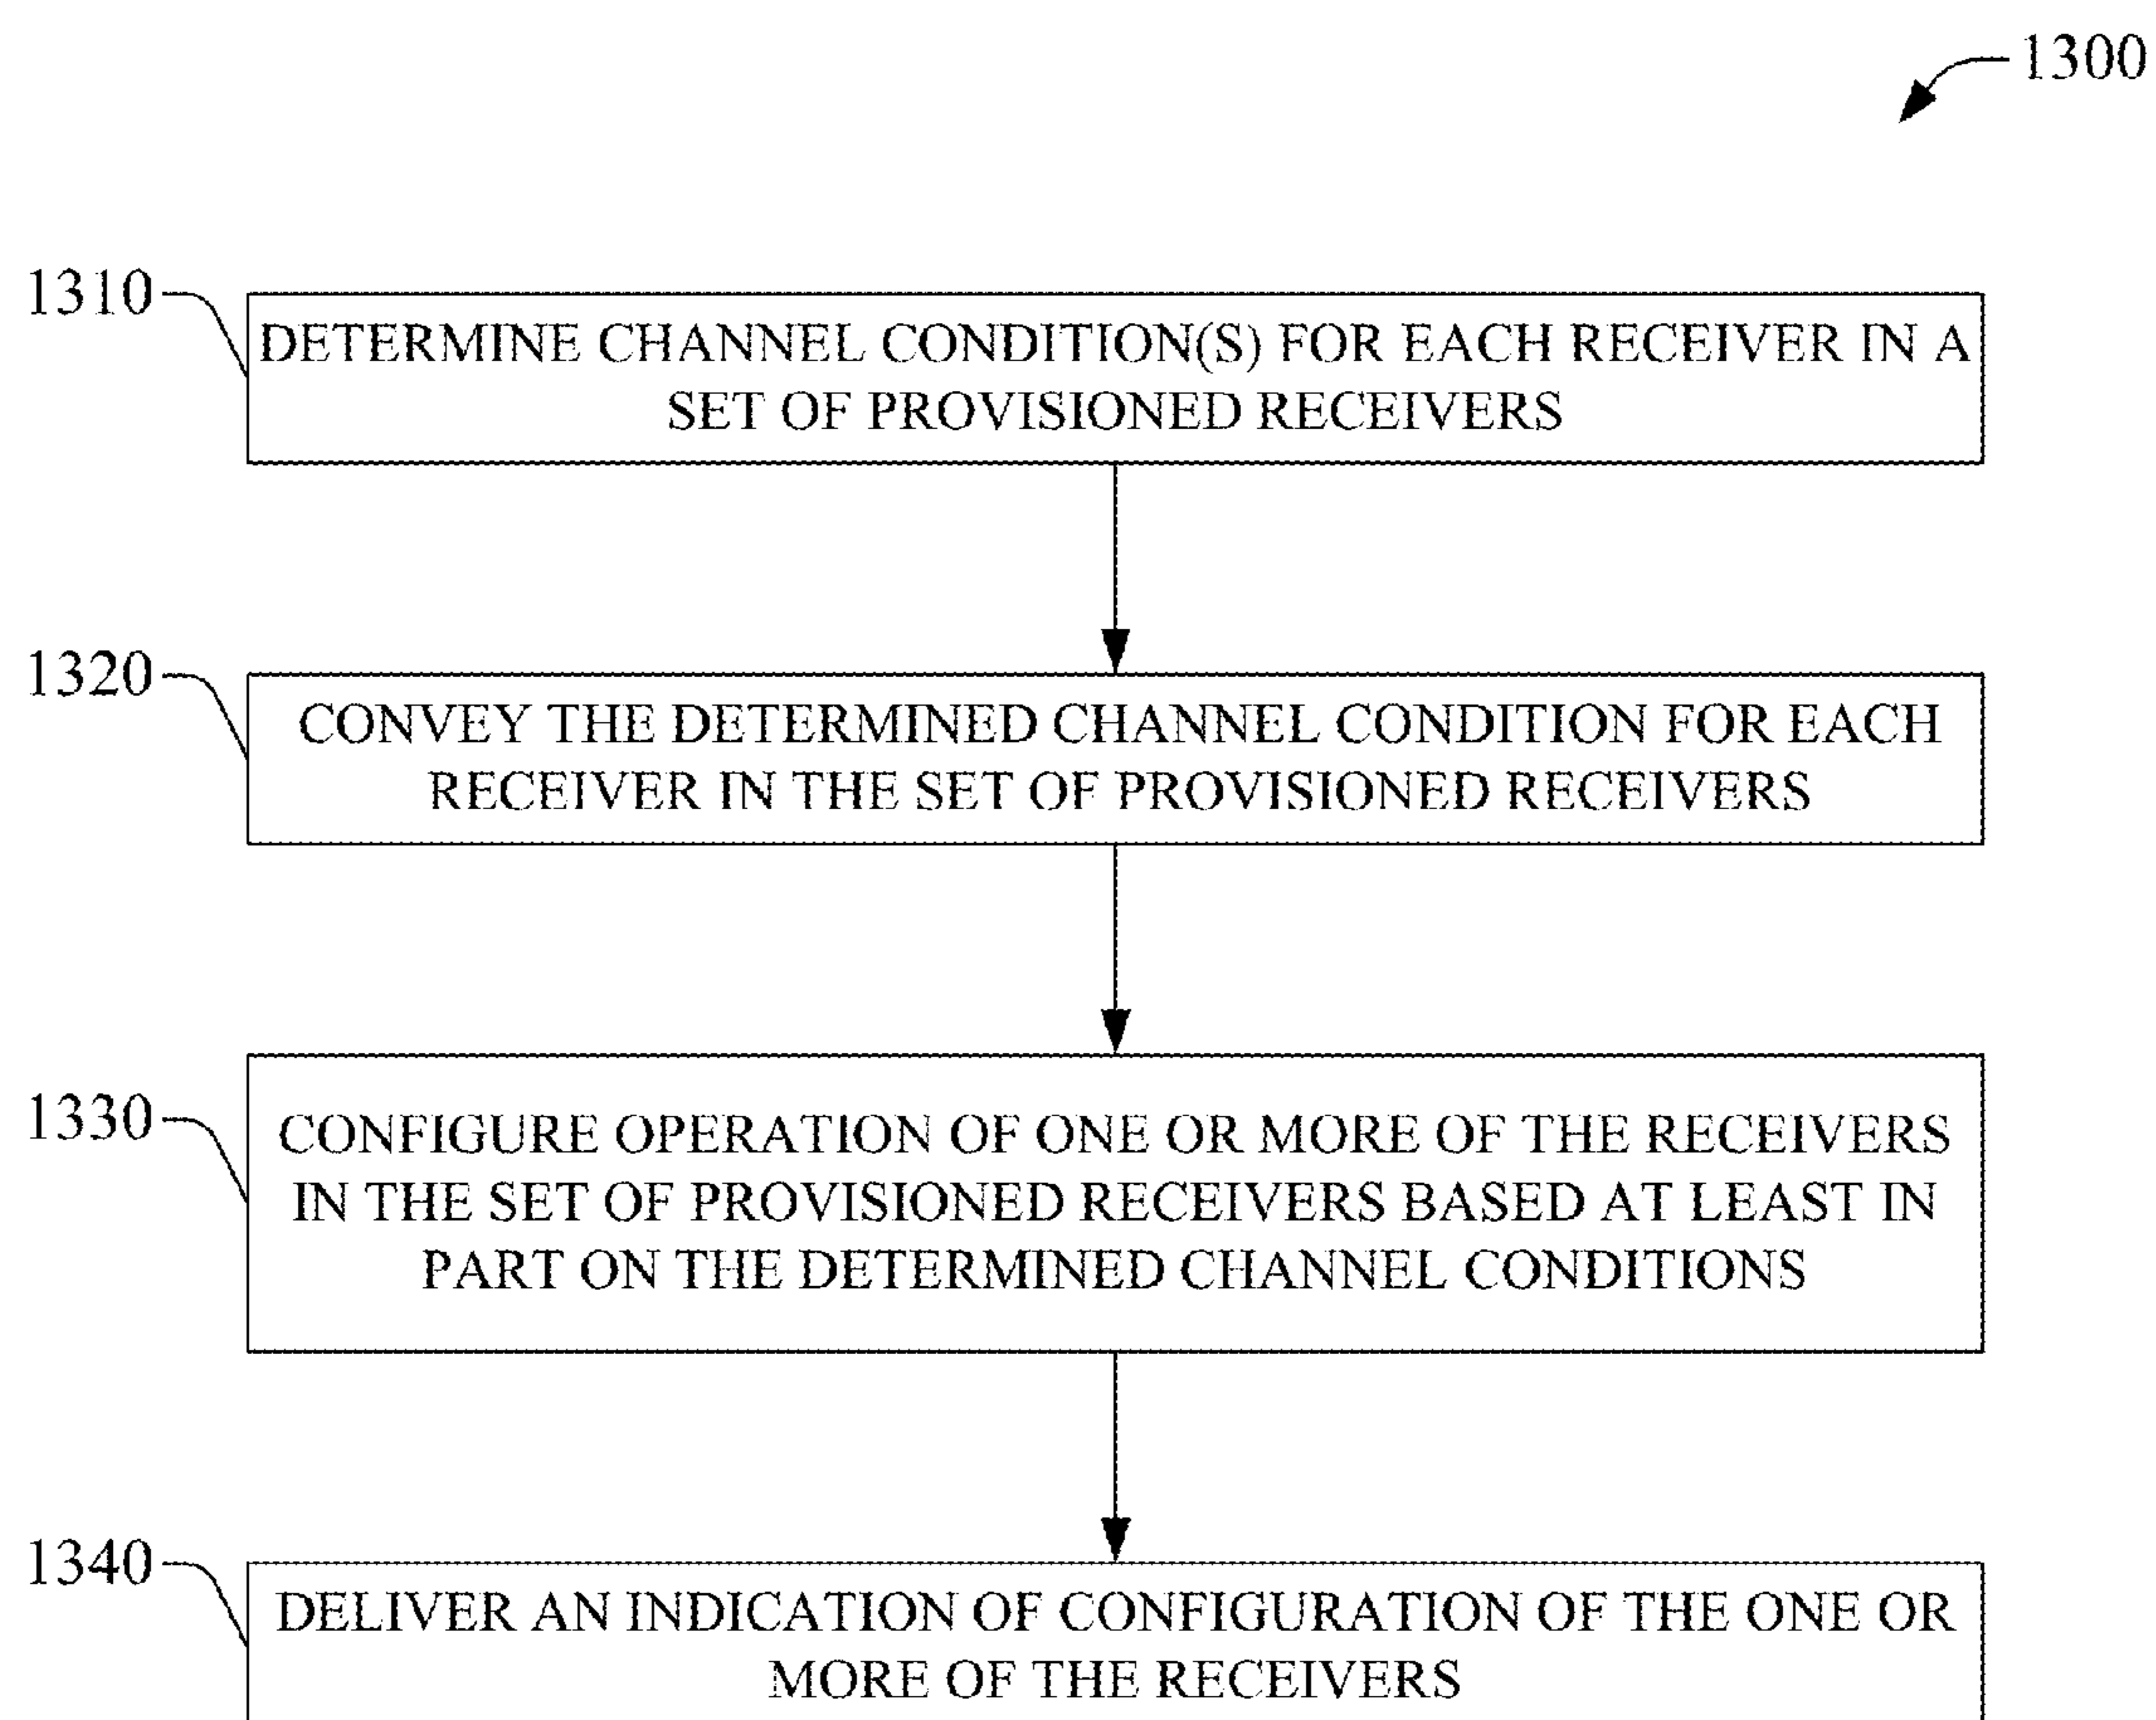 1300
1310
DETERMINE CHANNEL CONDITION(S) FOR EACH RECEIVER IN A
SET OF PROVISIONED RECEIVERS
1320
CONVEY THE DETERMINED CHANNEL CONDITION FOR EACH
RECEIVER IN THE SET OF PROVISIONED RECEIVERS
1330
CONFIGURE OPERATION OF ONE OR MORE OF THE RECEIVERS
IN THE SET OF PROVISIONED RECEIVERS BASED AT LEAST IN
PART ON THE DETERMINED CHANNEL CONDITIONS
1340
DELIVER AN INDICATION OF CONFIGURATION OF THE ONE OR
MORE OF THE RECEIVERS